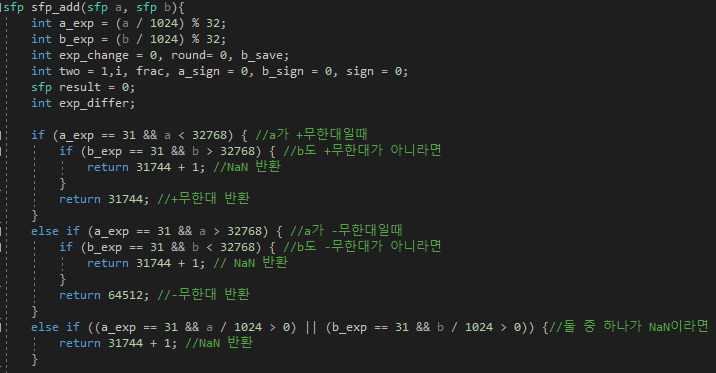 sfp sfp_add(sfp a, sfp b){
int a_exp = (a / 1024) % 32;
int b_exp = (b / 1024) % 32;
int exp_change = 0, round= 0, b_save;
int two = 1,i, frac, a_sign = 0, b_sign = 0, sign = 0;
sfp result = 0;
int exp_differ;
if (a_exp == 31 && a < 32768) { //a가 +무한대일때
if (b_exp == 31 && b > 32768) { //b도 +무한대가 아니라면
return 31744 + 1; //NaN 반환
}
return 31744; //+무한대 반환
}
else if (a_exp == 31 && a > 32768) { //a가 -무한대일때
if (b_exp == 31 && b < 32768) { //b도 -무한대가 아니라면
return 31744 + 1; // NaN 반환
}
return 64512; //-무한대 반환
}
else if ((a_exp == 31 && a / 1024 > 0) || (b_exp == 31 && b / 1024 > 0)) {//둘 중 하나가 NaN이라면
return 31744 + 1; //NaN 반환
}